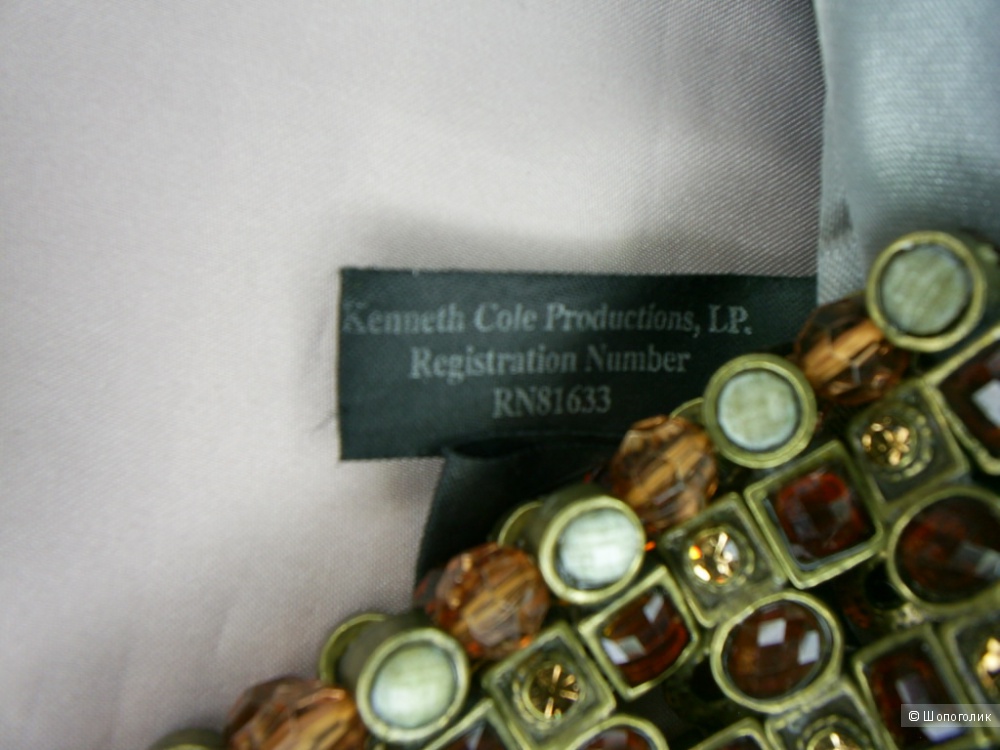 Kenneth Cole Productions, LP.
Registration Number
RN81633
© Шопоголик